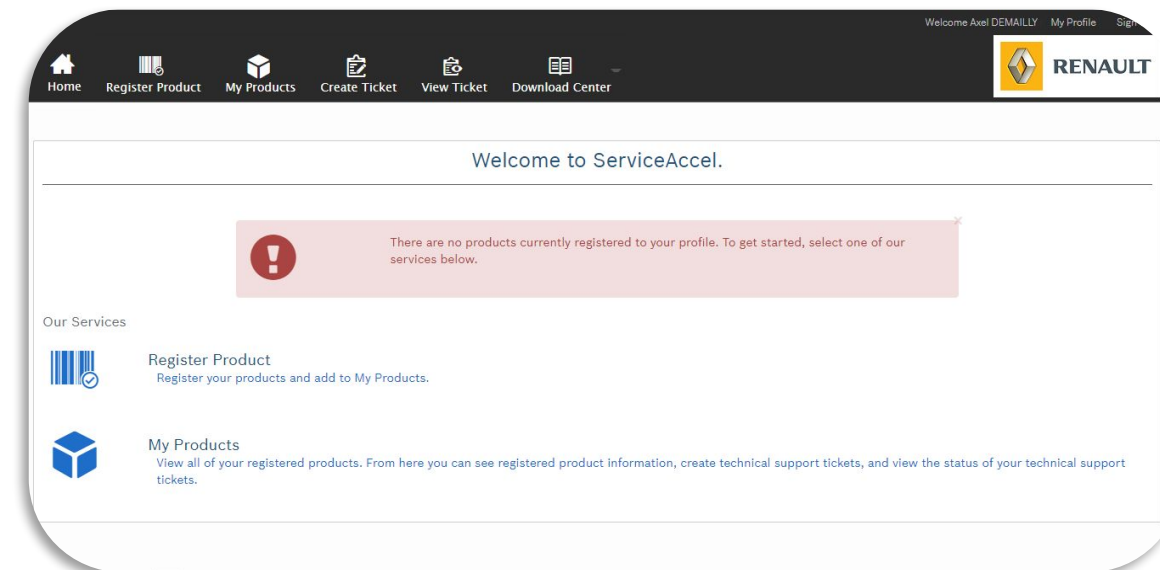 Welcome Axel DEMAILLY My Profile
Home Register Product My Products Create Ticket View Ticket Download Center
RENAULT
Welcome to ServiceAccel.
There are no products currently registered to your profile. To get started, select one of our
services below.
Our Services
Register Product
Register your products and add to My Products.
My Products
View all of your registered products. From here you can see registered product information, create technical support tickets, and view the status of your technical support
tickets.